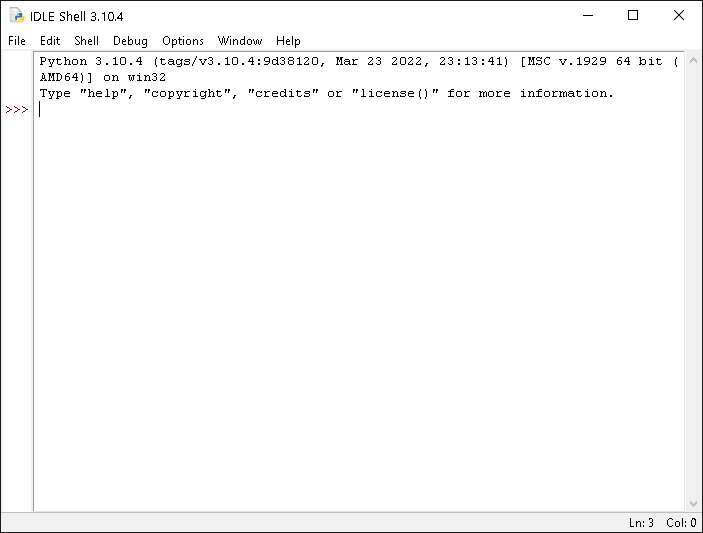 IDLE Shell 3.10.4
File Edit Shell Debug Options Window Help
Python 3.10.4 (tags/v3.10.4:9d38120, Mar 23 2022, 23:13:41) [MSC v.1929 64 bit (
AMD64)] on win32
Type "help", "copyright", "credits" or "license()" for more information.
>>>
Ln: 3 Col: 0